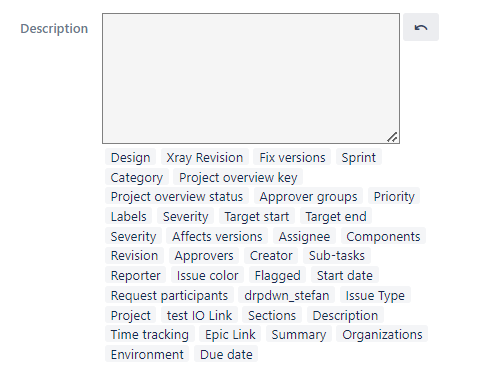 Description
Design Xray Revision Fix versions Sprint
Category Project overview key
Project overview status Approver groups Priority
Labels Severity Target start Target end
Severity Affects versions Assignee Components
Revision Approvers Creator Sub-tasks
Reporter Issue color Flagged Start date
Request participants drpdwn_stefan Issue Type
Project test IO Link Sections Description
Time tracking Epic Link Summary Organizations
Environment Due date